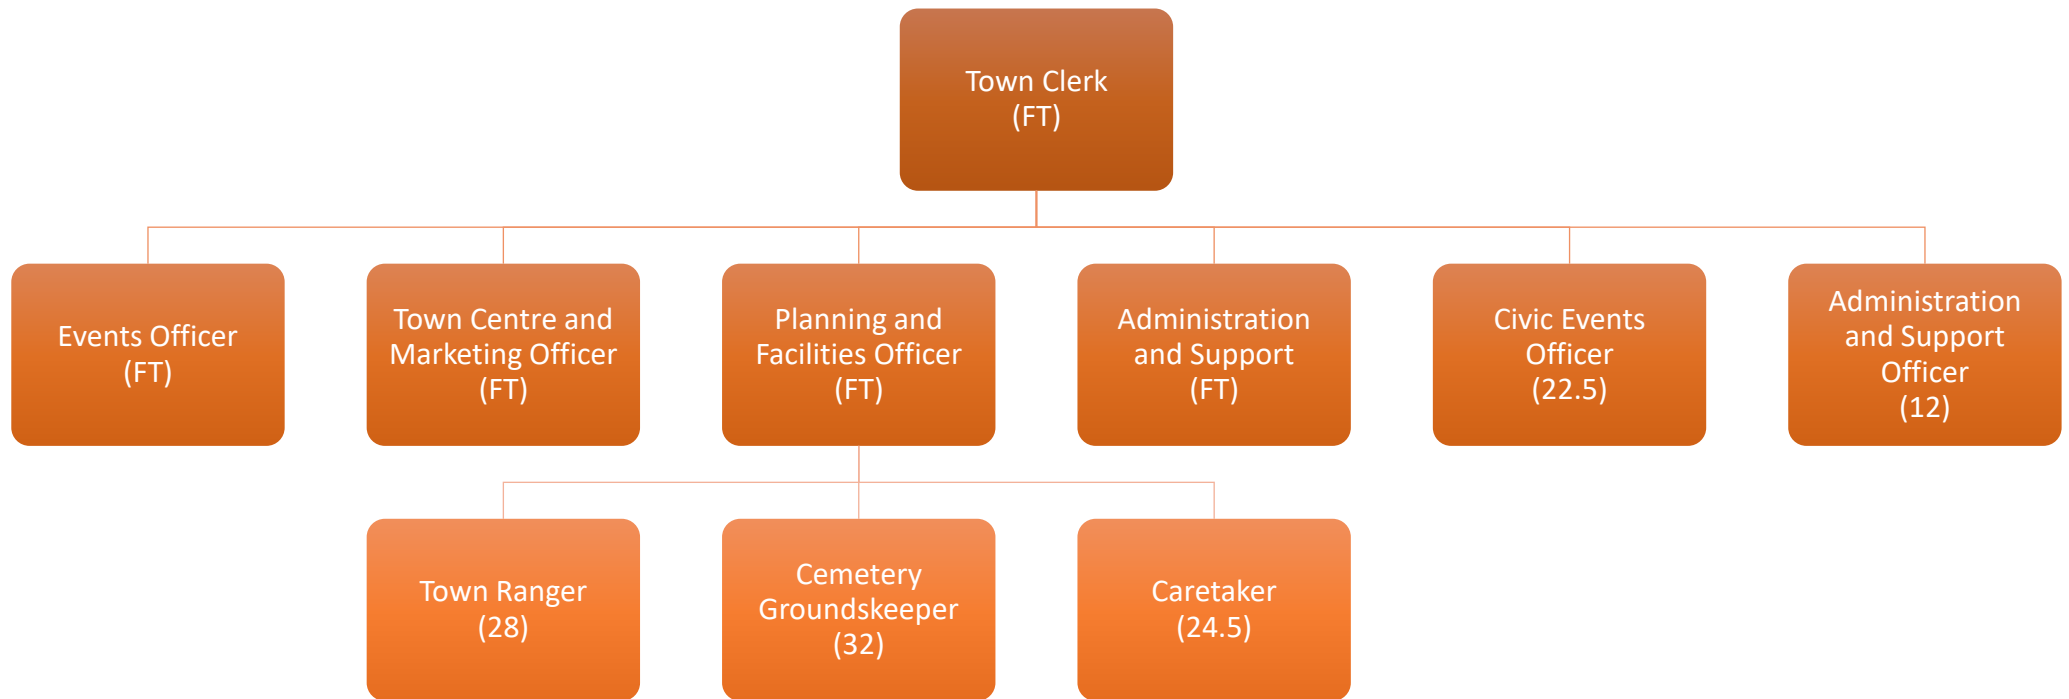 Town Clerk
(FT)
Events Officer
(FT)
Town Centre and
Marketing Officer
(FT)
Planning and
Facilities Officer
(FT)
Administration
and Support
(FT)
Civic Events
Officer
(22.5)
Administration
and Support
Officer
(12)
Town Ranger
(28)
Cemetery
Groundskeeper
(32)
Caretaker
(24.5)